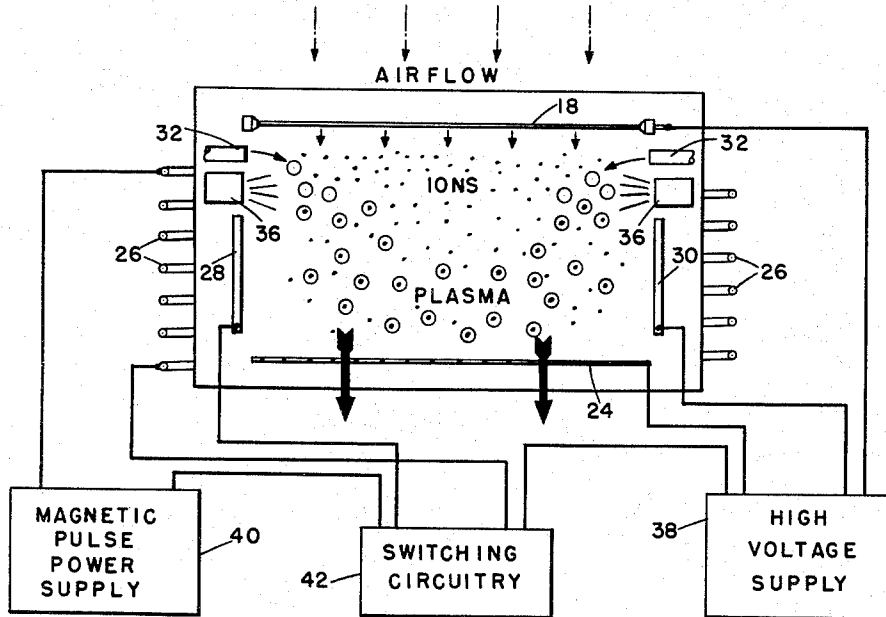 AIRFLOW
18
32
32
IONS
36
36
26
28
30
26
PLASMA
24
MAGNETIC
PULSE
POWER
SUPPLY
40
42
SWITCHING
CIRCUITRY
38
HIGH
VOLTAGE
SUPPLY